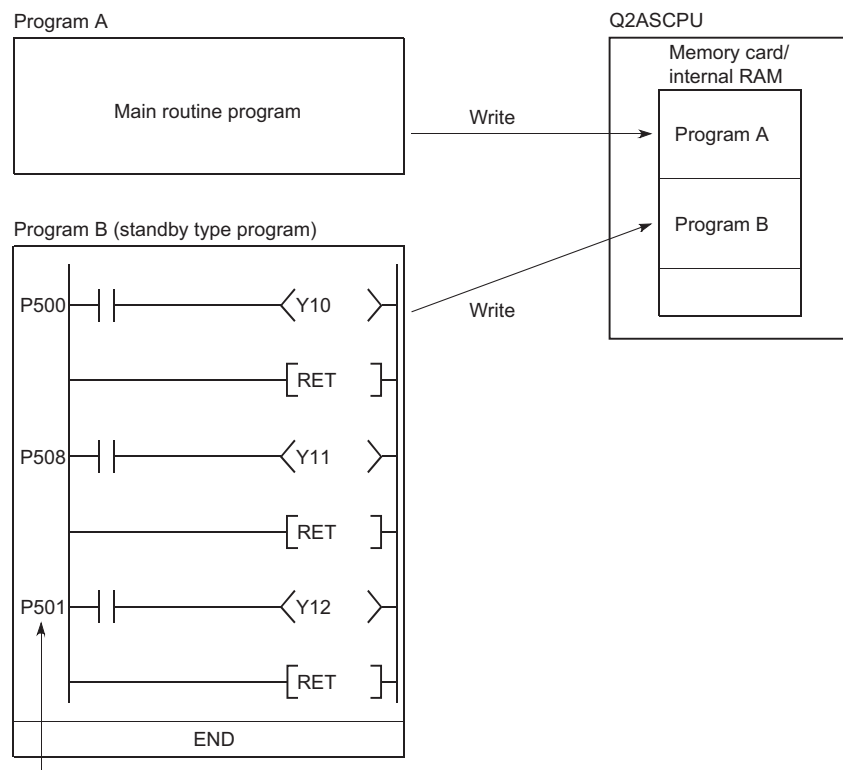 Program A
Main routine program
Write
Q2ASCPU
Memory card/
internal RAM
Program A
Program B
Program B (standby type program)
Write
P500 Y10
RET
P508 Y11
RET
P501 Y12
RET
END